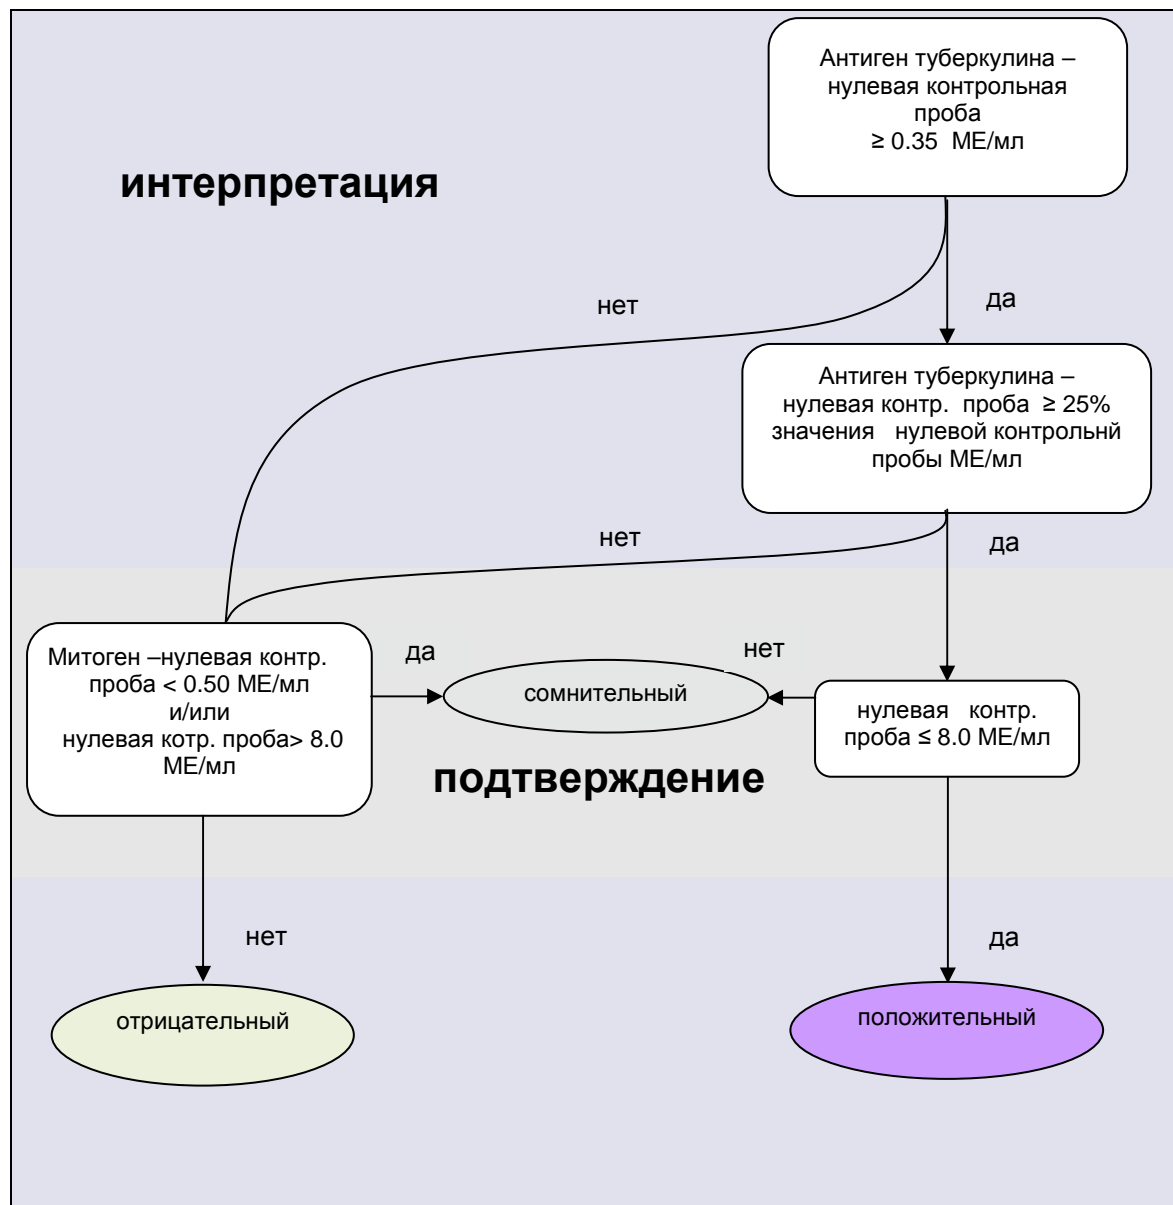 Антиген туберкулина –
нулевая контрольная
проба
≥ 0.35 МЕ/мл
интерпретация
нет
да
Антиген туберкулина –
нулевая контр. проба ≥ 25%
значения нулевой контрольнй
пробы МЕ/мл
нет
да
Митоген –нулевая контр.
проба < 0.50 МЕ/мл
и/или
нулевая котр. проба> 8.0
МЕ/мл
да
сомнительный
нет
нулевая контр.
проба ≤ 8.0 МЕ/мл
подтверждение
нет
да
отрицательный
положительный